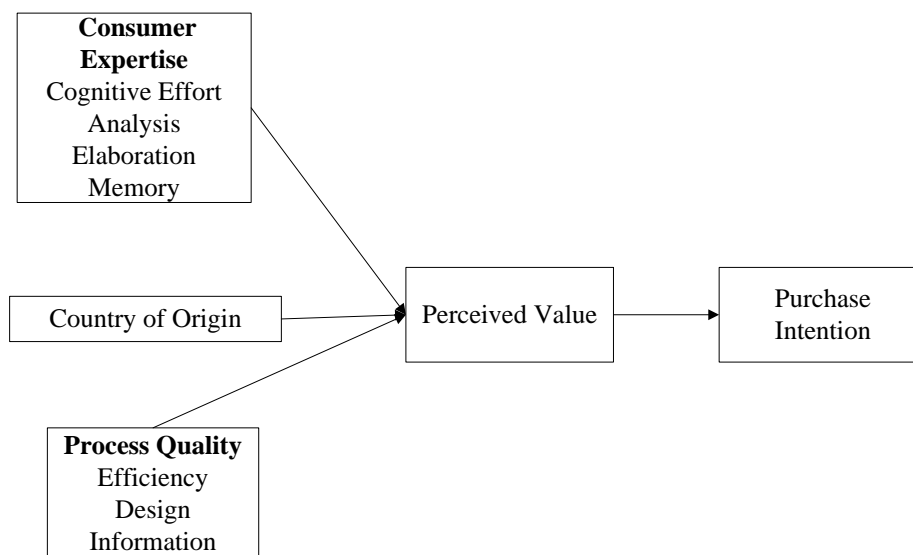 Consumer
Expertise
Cognitive Effort
Analysis
Elaboration
Memory
Country of Origin
Perceived Value
Purchase
Intention
Process Quality
Efficiency
Design
Information